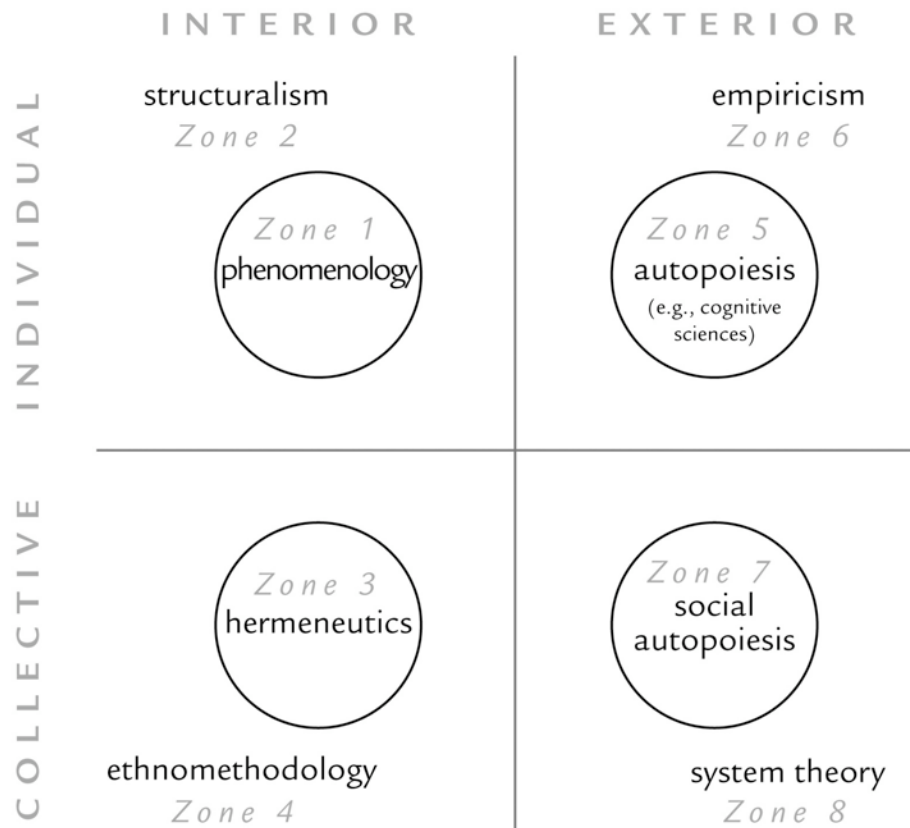 INTERIOR
EXTERIOR
INDIVIDUAL
structuralism
Zone 2
Zone 1
phenomenology
empiricism
Zone 6
Zone 5
autopoiesis
(e.g., cognitive
sciences)
COLLECTIVE
Zone 3
hermeneutics
ethnomethodology
Zone 4
Zone 7
social
autopoiesis
system theory
Zone 8